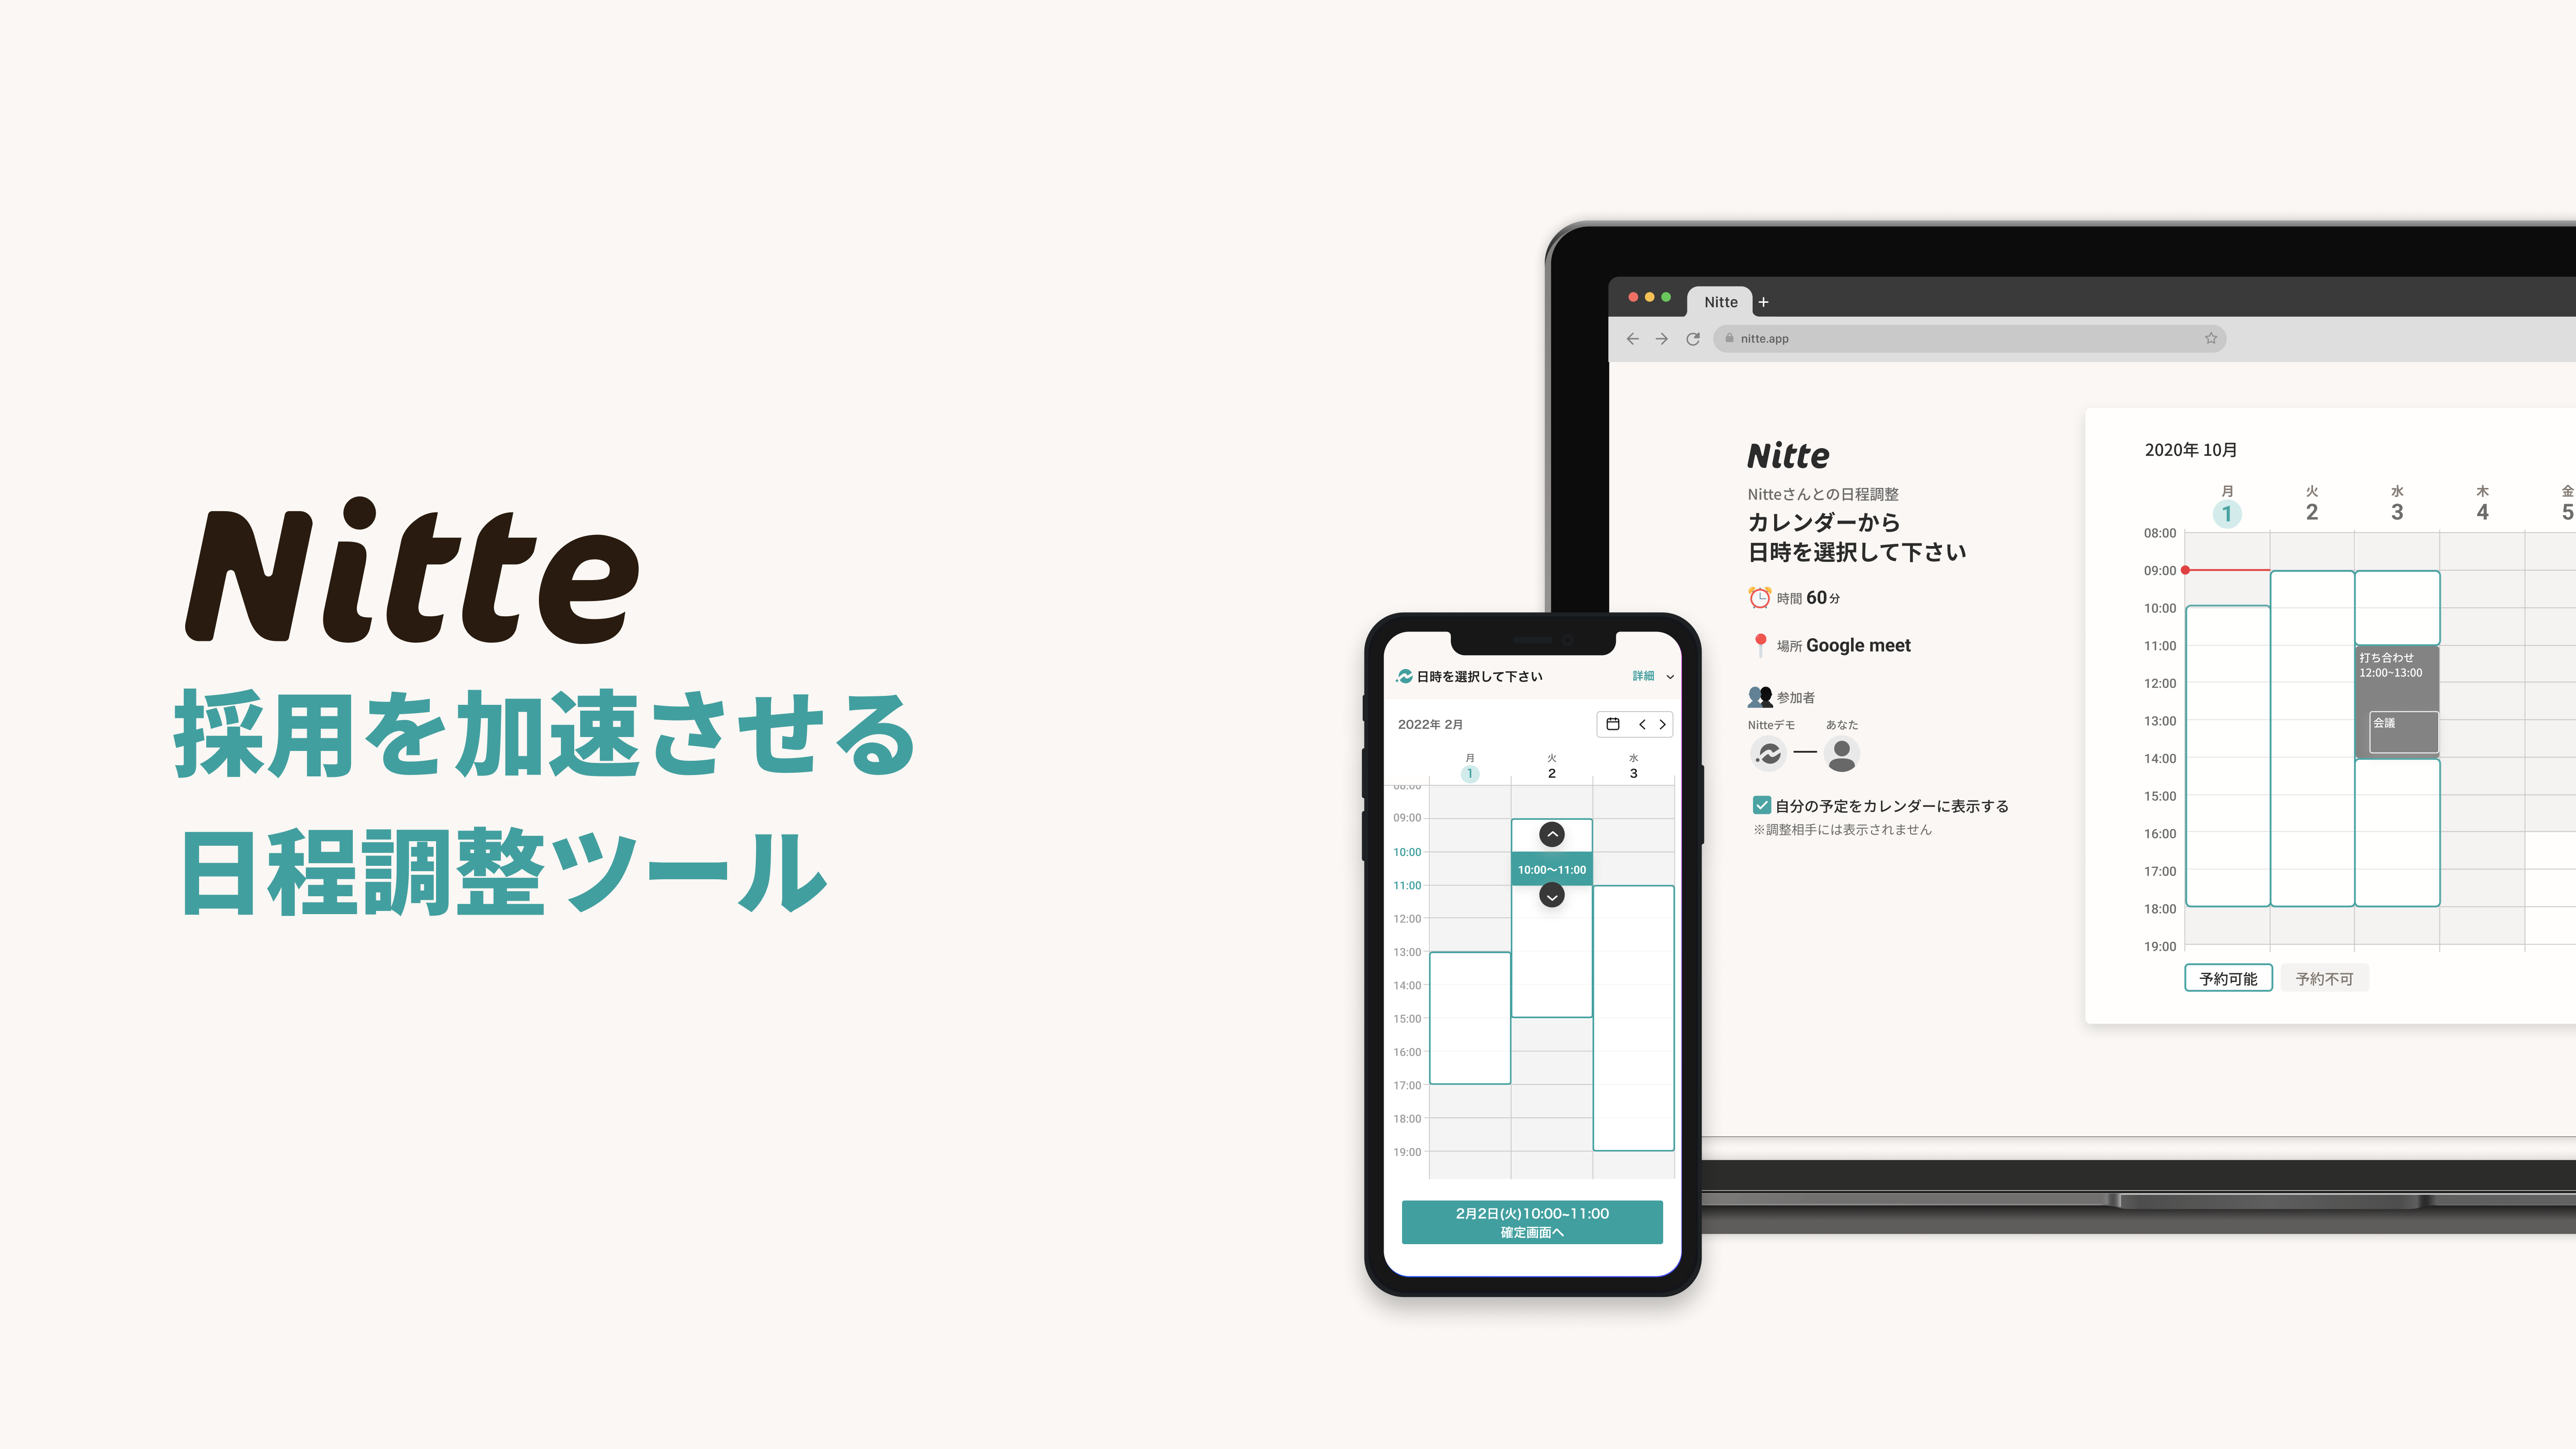 Nitte
採用を加速させる
日程調整ツール
Nitte
nitte.app
Nitte
Nitteさんとの日程調整
カレンダーから
日時を選択して下さい
時間 60分
場所 Google meet
参加者
Nitteデモ あなた
自分の予定をカレンダーに表示する
※調整相手には表示されません
2020年 10月
月 火 水 木 金
1 2 3 4 5
08:00
09:00
10:00
11:00
12:00
13:00
14:00
15:00
16:00
17:00
18:00
19:00
打ち合わせ
12:00~13:00
会議
予約可能 予約不可
日時を選択して下さい 詳細
2022年 2月
月 火 水
1 2 3
08:00
09:00
10:00
11:00
12:00
13:00
14:00
15:00
16:00
17:00
18:00
19:00
10:00〜11:00
2月2日(火)10:00~11:00
確定画面へ